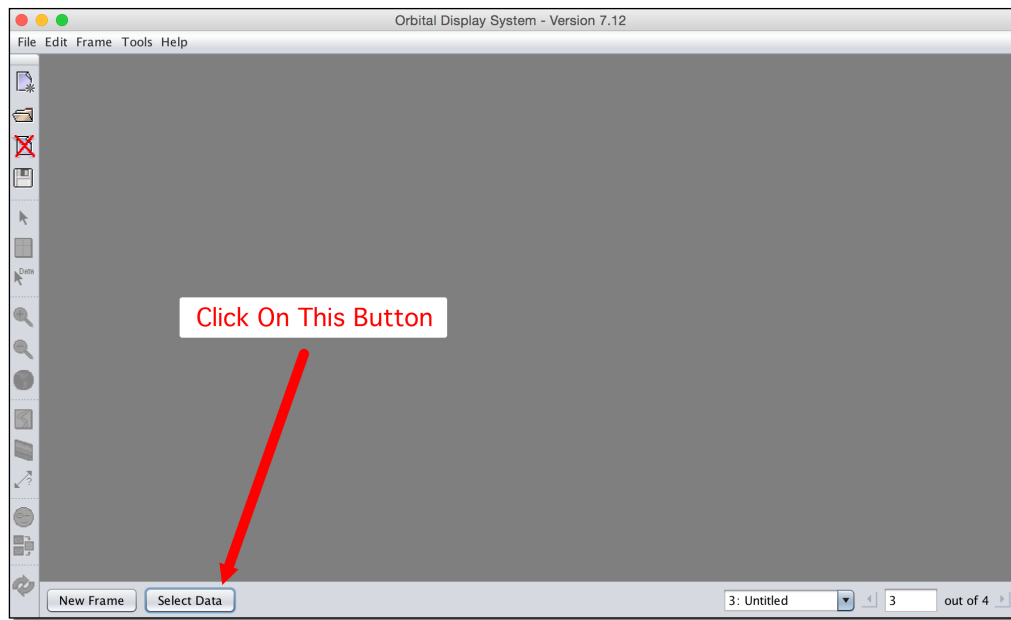 Orbital Display System - Version 7.12
File Edit Frame Tools Help
Data
Click On This Button
?
New Frame Select Data 3: Untitled 3 out of 4